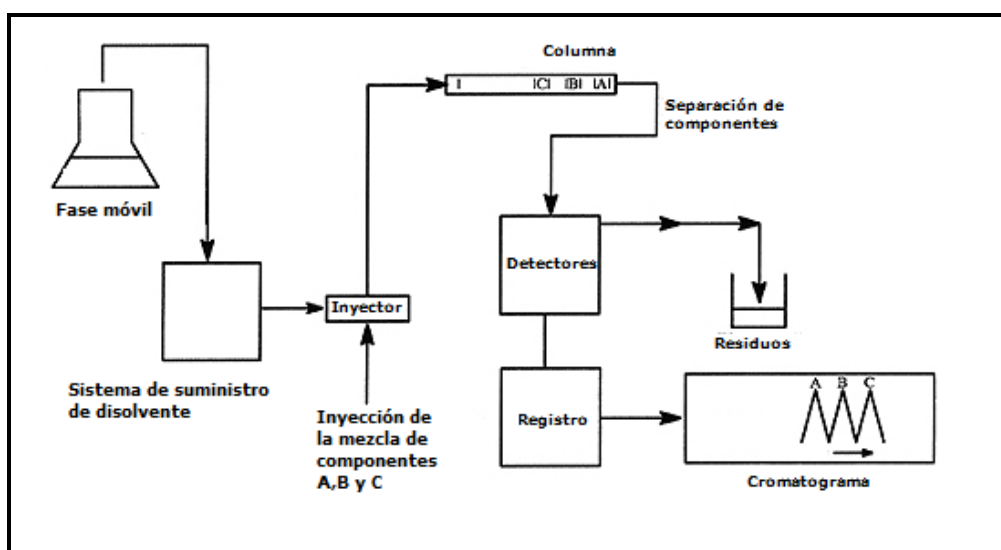 Columna
|C| |B| |A|
Separación de
componentes
Fase móvil
Detectores
Inyector
Residuos
Sistema de suministro
de disolvente
Inyección de
la mezcla de
componentes
A,B y C
Registro
A B C
Cromatograma